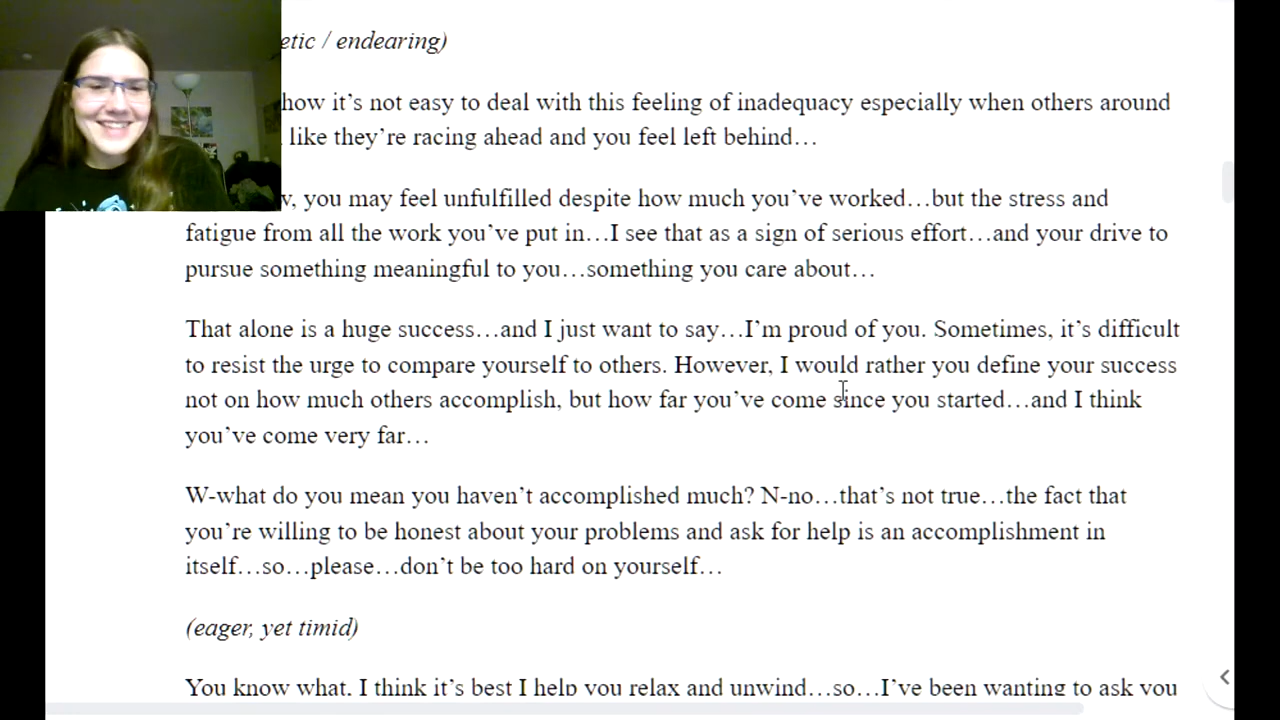 etic / endearing)
how it's not easy to deal with this feeling of inadequacy especially when others around
like they're racing ahead and you feel left behind…
you may feel unfulfilled despite how much you've worked…but the stress and
fatigue from all the work you've put in…I see that as a sign of serious effort…and your drive to
pursue something meaningful to you…something you care about…
That alone is a huge success…and I just want to say…I'm proud of you. Sometimes, it's difficult
to resist the urge to compare yourself to others. However, I would rather you define your success
not on how much others accomplish, but how far you've come since you started…and I think
you've come very far…
W-what do you mean you haven't accomplished much? N-no…that's not true…the fact that
you're willing to be honest about your problems and ask for help is an accomplishment in
itself…so…please…don't be too hard on yourself…
(eager, yet timid)
You know what. I think it's best I help you relax and unwind…so…I've been wanting to ask you